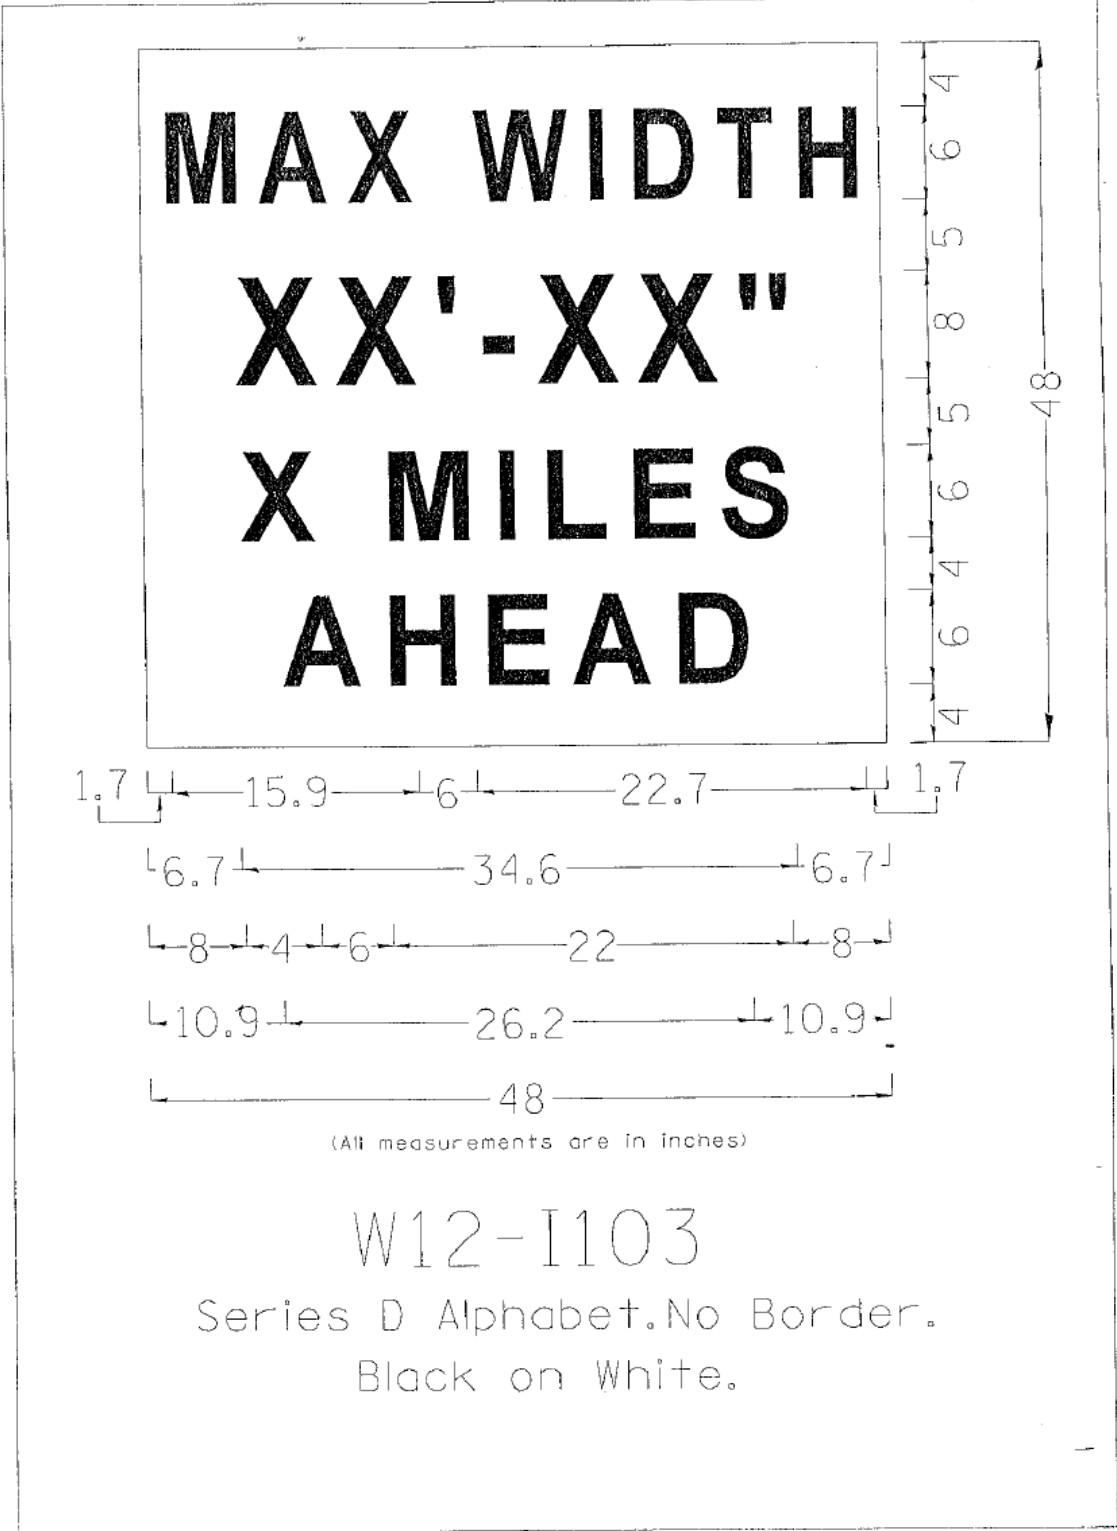 MAX WIDTH
XX'-XX"
X MILES
AHEAD
4
6
5
8
5
6
4
6
4
48
1.7 15.9 6 22.7 1.7
6.7 34.6 6.7
8 4 6 22 8
10.9 26.2 10.9
48
(All measurements are in inches)
W12-I103
Series D Alphabet. No Border.
Black on White.